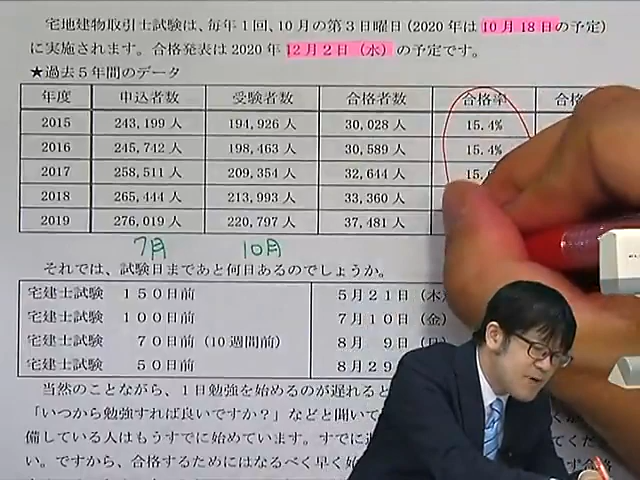 宅地建物取引士試験は、毎年1回、10月の第3日曜日(2020年は10月18日の予定)
に実施されます。合格発表は2020年12月2日(水)の予定です。
★過去5年間のデータ
年度 申込者数 受験者数 合格者数 合格率 合格
2015 243,199人 194,926人 30,028人 15.4%
2016 245,742人 198,463人 30,589人 15.4%
2017 258,511人 209,354人 32,644人 15.
2018 265,444人 213,993人 33,360人
2019 276,019人 220,797人 37,481人
7月 10月
それでは、試験日まであと何日あるのでしょうか。
宅建士試験 150日前 5月21日(木)
宅建士試験 100日前 7月10日(金)
宅建士試験 70日前(10週間前) 8月 9日(日)
宅建士試験 50日前 8月29
当然のことながら、1日勉強を始めるのが遅れると
「いつから勉強すれば良いですか?」などと聞いて
備している人はもうすでに始めています。すでに
い。ですから、合格するためにはなるべく早く始